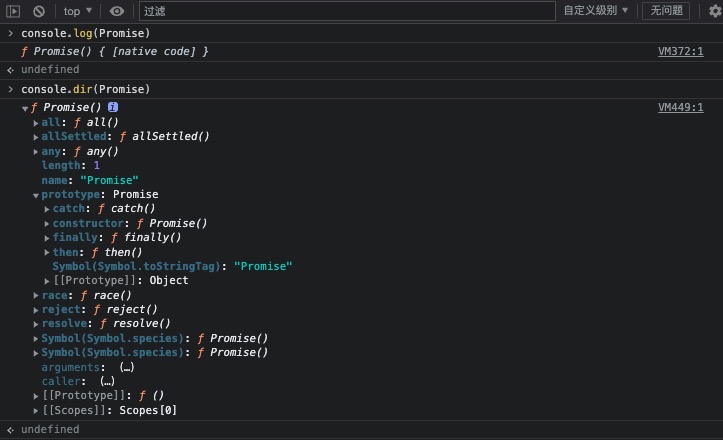 top 过滤 自定义级别 无问题
> console.log(Promise)
ƒ Promise() { [native code] } VM372:1
undefined
> console.dir(Promise)
ƒ Promise() i VM449:1
all: ƒ all()
allSettled: ƒ allSettled()
any: ƒ any()
length: 1
name: "Promise"
prototype: Promise
catch: ƒ catch()
constructor: ƒ Promise()
finally: ƒ finally()
then: ƒ then()
Symbol(Symbol.toStringTag): "Promise"
[[Prototype]]: Object
race: ƒ race()
reject: ƒ reject()
resolve: ƒ resolve()
Symbol(Symbol.species): ƒ Promise()
Symbol(Symbol.species): ƒ Promise()
arguments: (…)
caller: (…)
[[Prototype]]: ƒ ()
[[Scopes]]: Scopes[0]
undefined